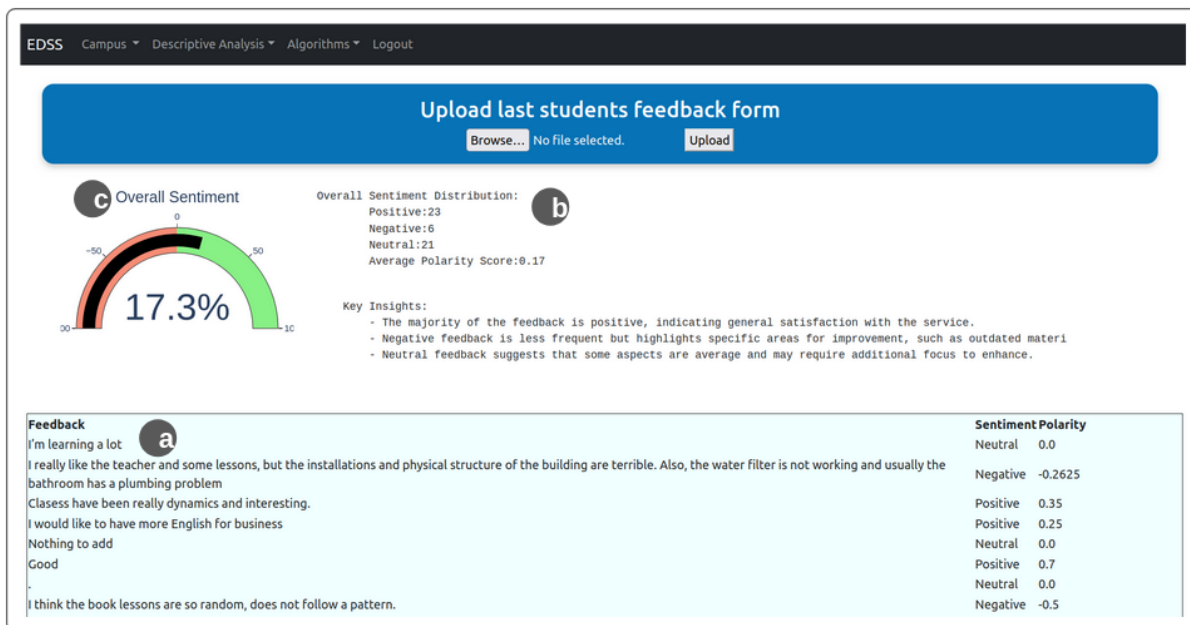 EDSS Campus Descriptive Analysis Algorithms Logout
Upload last students feedback form
Browse... No file selected. Upload
c Overall Sentiment
0
−50
50
00
10
17.3%
Overall Sentiment Distribution:
b
Positive:23
Negative:6
Neutral:21
Average Polarity Score:0.17
Key Insights:
- The majority of the feedback is positive, indicating general satisfaction with the service.
- Negative feedback is less frequent but highlights specific areas for improvement, such as outdated materi
- Neutral feedback suggests that some aspects are average and may require additional focus to enhance.
Feedback Sentiment Polarity
a
I'm learning a lot Neutral 0.0
I really like the teacher and some lessons, but the installations and physical structure of the building are terrible. Also, the water filter is not working and usually the
bathroom has a plumbing problem Negative -0.2625
Clasess have been really dynamics and interesting. Positive 0.35
I would like to have more English for business Positive 0.25
Nothing to add Neutral 0.0
Good Positive 0.7
. Neutral 0.0
I think the book lessons are so random, does not follow a pattern. Negative -0.5